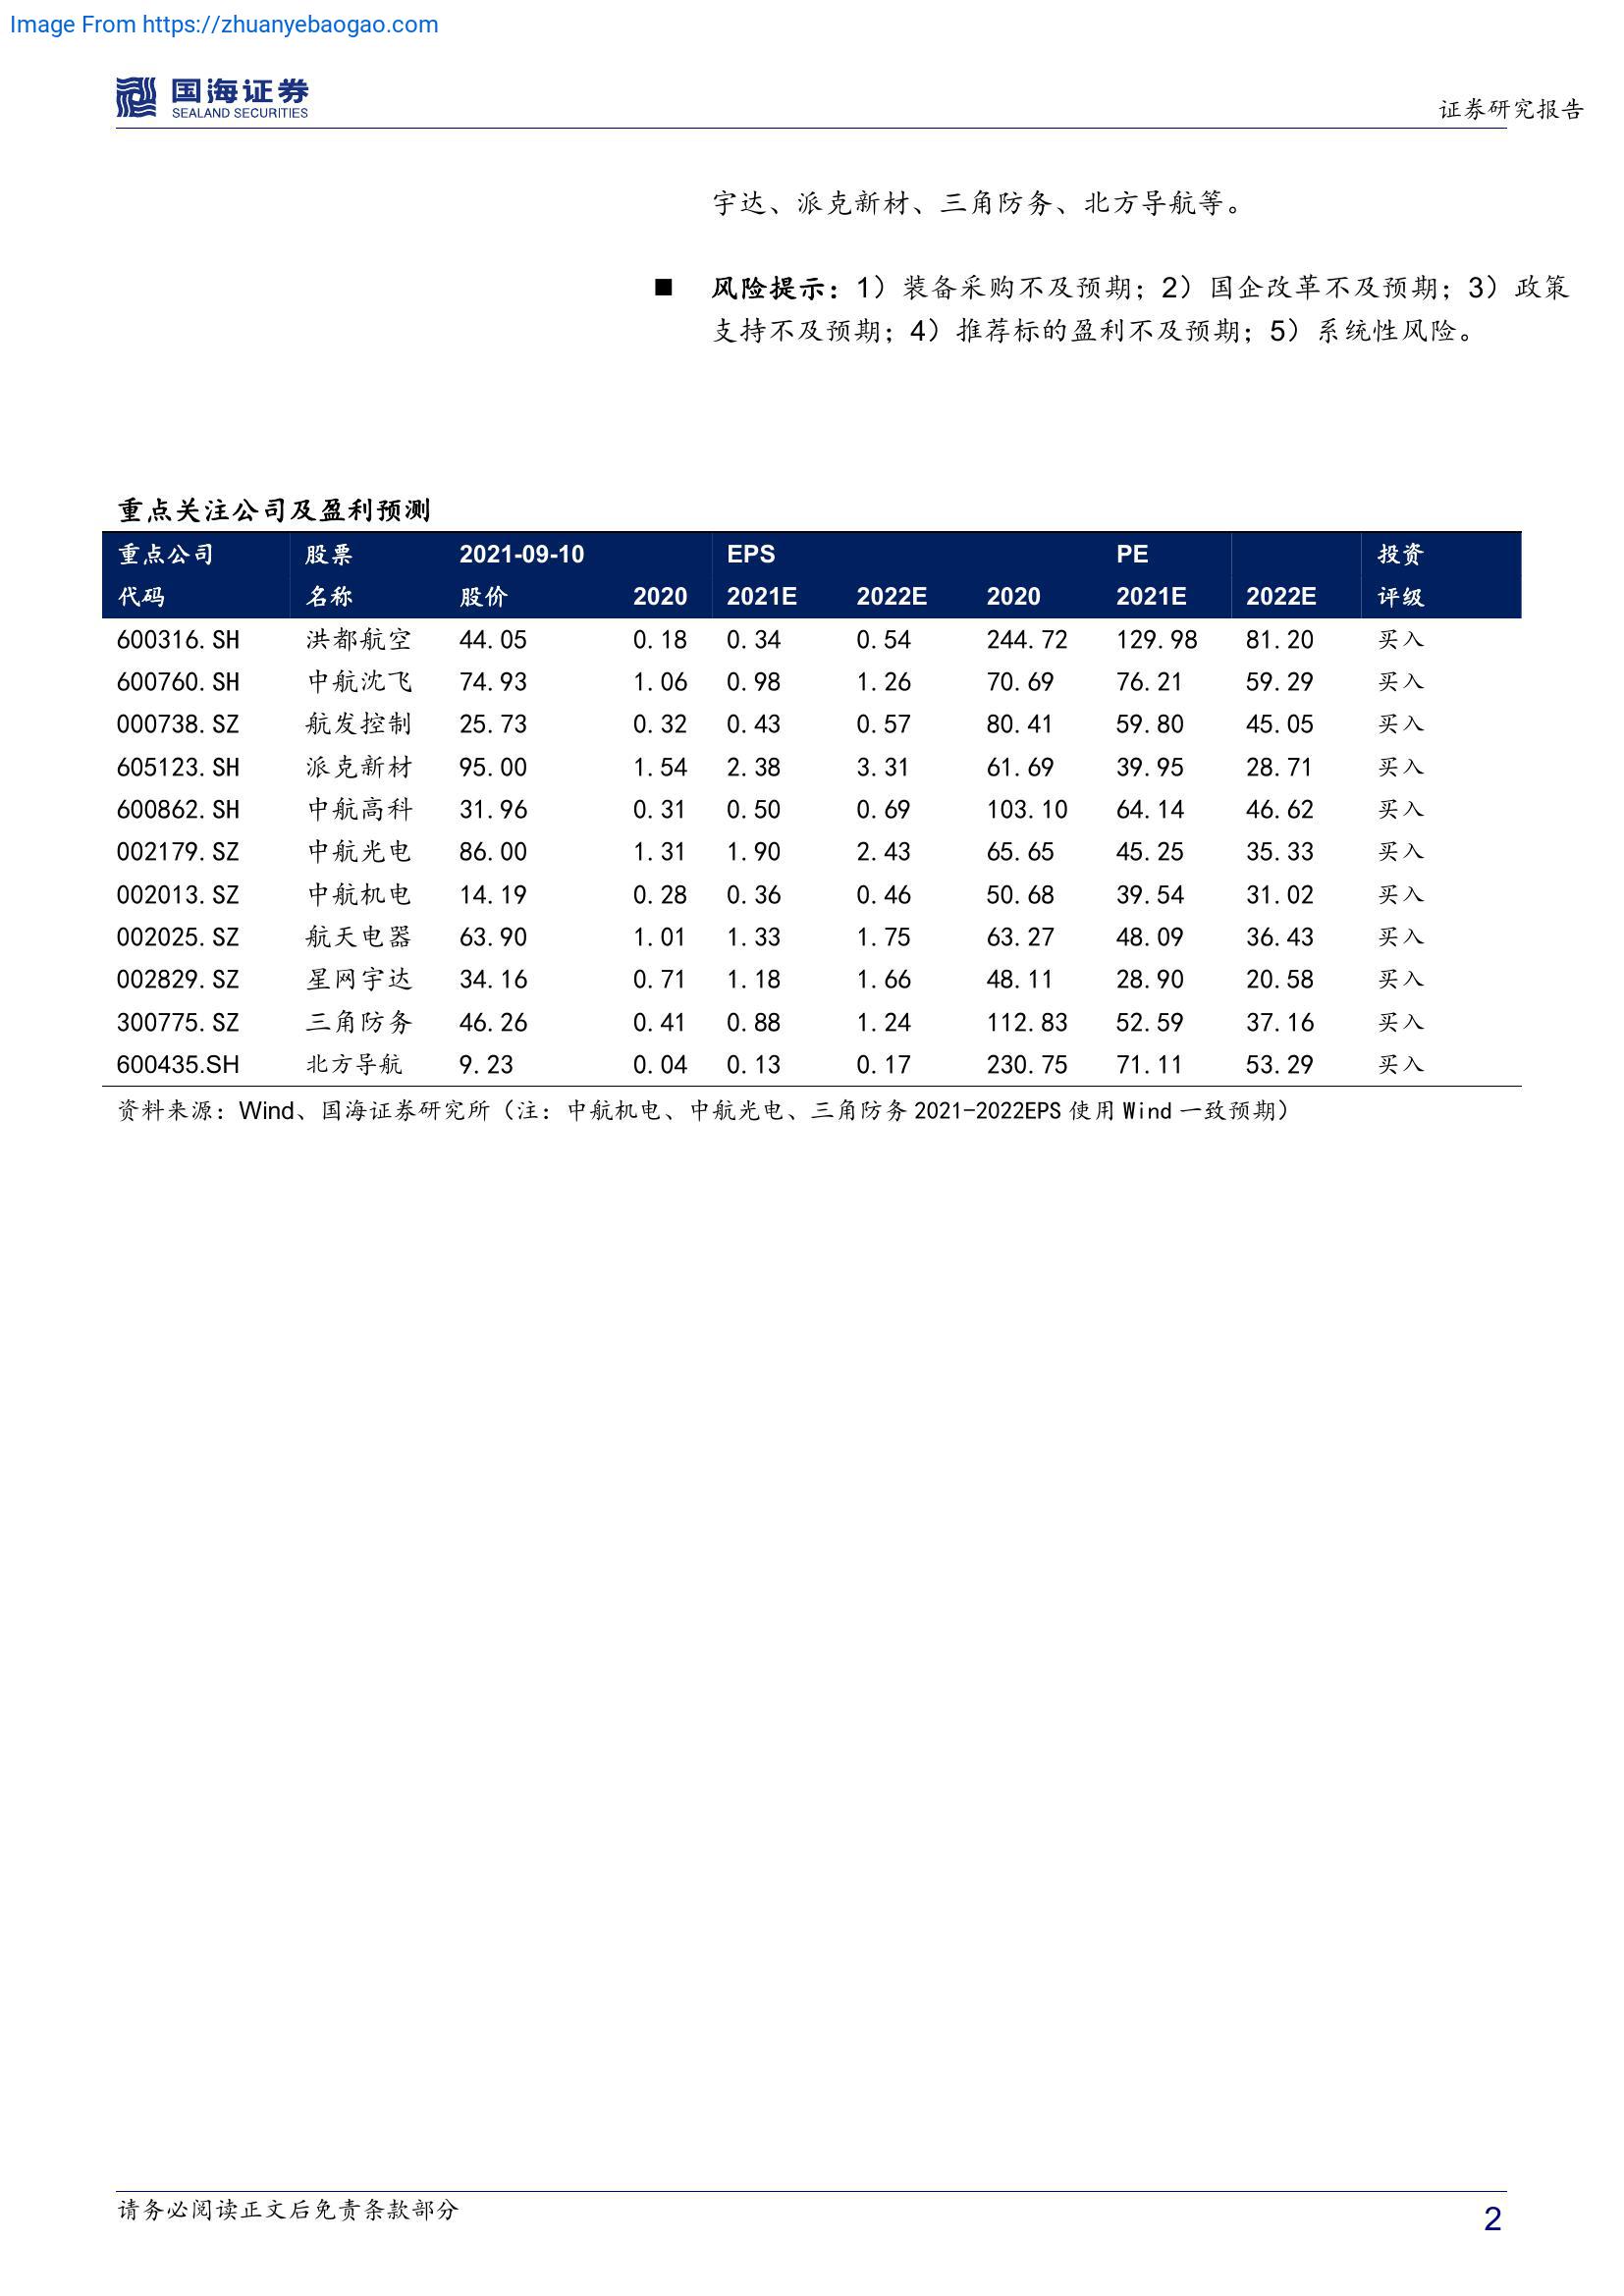 Image From https://zhuanyebaogao.com
国海证券
SEALAND SECURITIES
证券研究报告
宇达、派克新材、三角防务、北方导航等。
■ 风险提示：1）装备采购不及预期；2）国企改革不及预期；3）政策
支持不及预期；4）推荐标的盈利不及预期；5）系统性风险。
重点关注公司及盈利预测
重点公司 股票 2021-09-10 EPS PE 投资
代码 名称 股价 2020 2021E 2022E 2020 2021E 2022E 评级
600316.SH 洪都航空 44.05 0.18 0.34 0.54 244.72 129.98 81.20 买入
600760.SH 中航沈飞 74.93 1.06 0.98 1.26 70.69 76.21 59.29 买入
000738.SZ 航发控制 25.73 0.32 0.43 0.57 80.41 59.80 45.05 买入
605123.SH 派克新材 95.00 1.54 2.38 3.31 61.69 39.95 28.71 买入
600862.SH 中航高科 31.96 0.31 0.50 0.69 103.10 64.14 46.62 买入
002179.SZ 中航光电 86.00 1.31 1.90 2.43 65.65 45.25 35.33 买入
002013.SZ 中航机电 14.19 0.28 0.36 0.46 50.68 39.54 31.02 买入
002025.SZ 航天电器 63.90 1.01 1.33 1.75 63.27 48.09 36.43 买入
002829.SZ 星网宇达 34.16 0.71 1.18 1.66 48.11 28.90 20.58 买入
300775.SZ 三角防务 46.26 0.41 0.88 1.24 112.83 52.59 37.16 买入
600435.SH 北方导航 9.23 0.04 0.13 0.17 230.75 71.11 53.29 买入
资料来源：Wind、国海证券研究所（注：中航机电、中航光电、三角防务 2021-2022EPS 使用 Wind 一致预期）
请务必阅读正文后免责条款部分
2